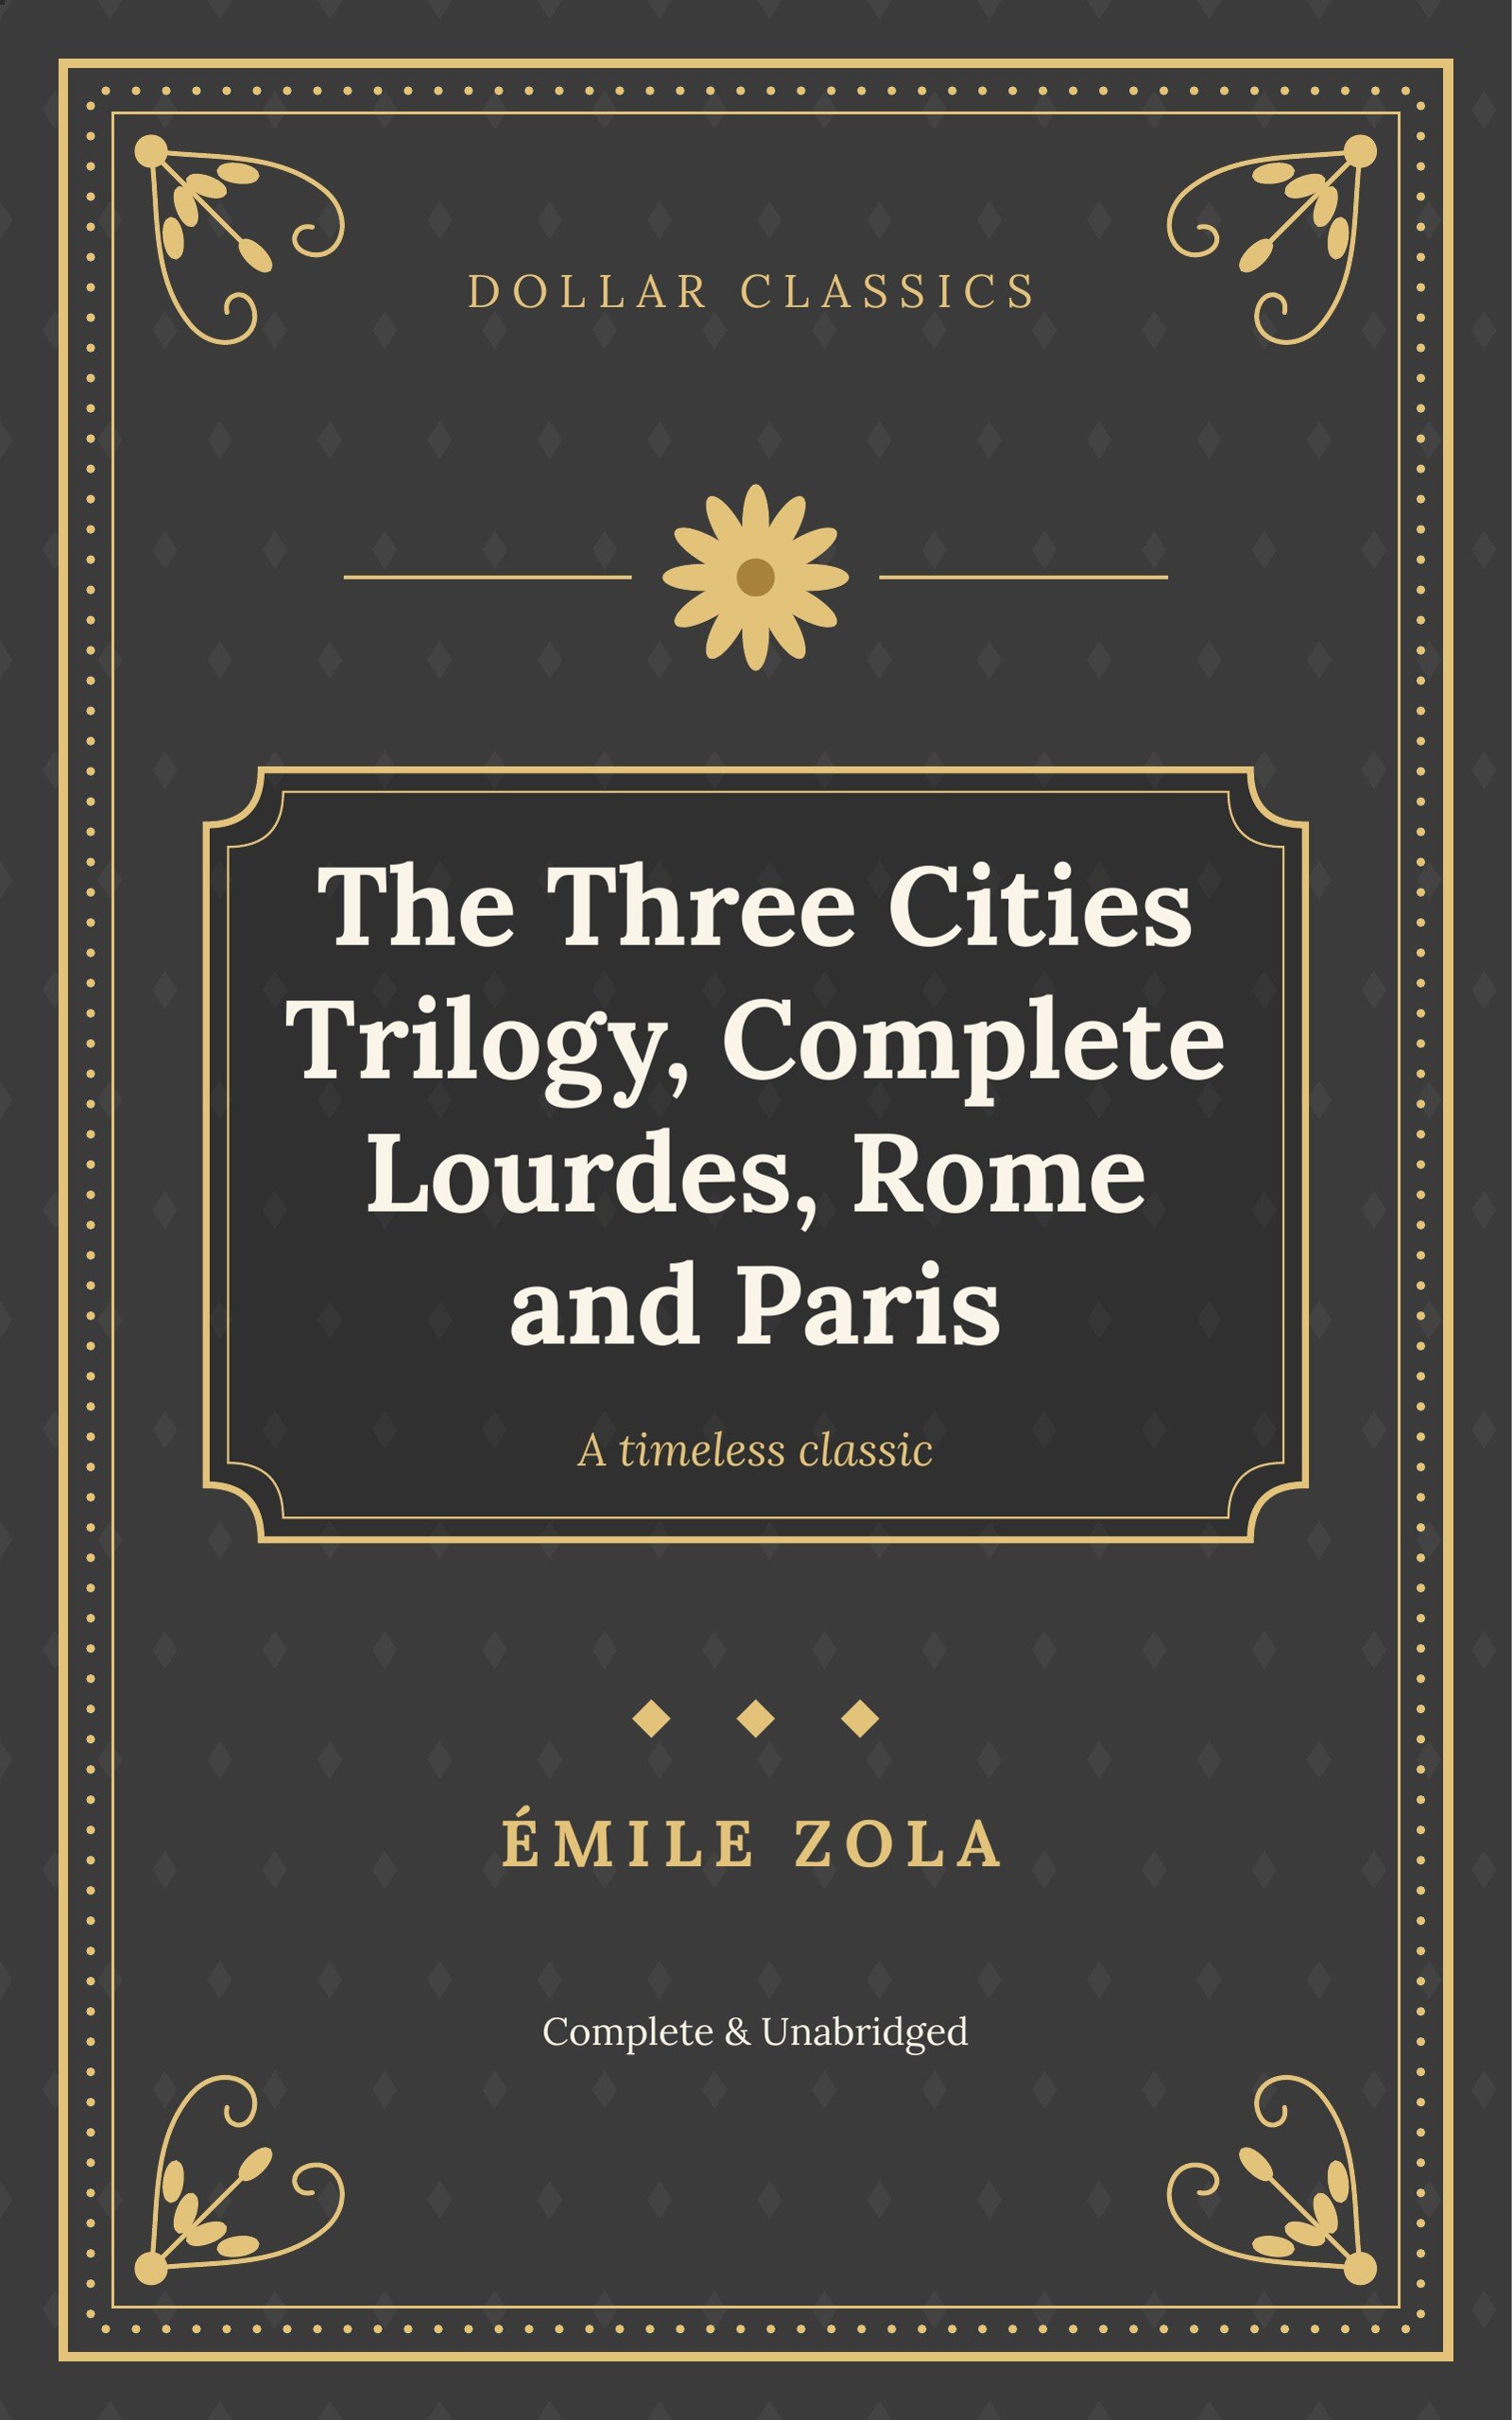 DOLLAR CLASSICS
The Three Cities
Trilogy, Complete
Lourdes, Rome
and Paris
A timeless classic
ÉMILE ZOLA
Complete & Unabridged